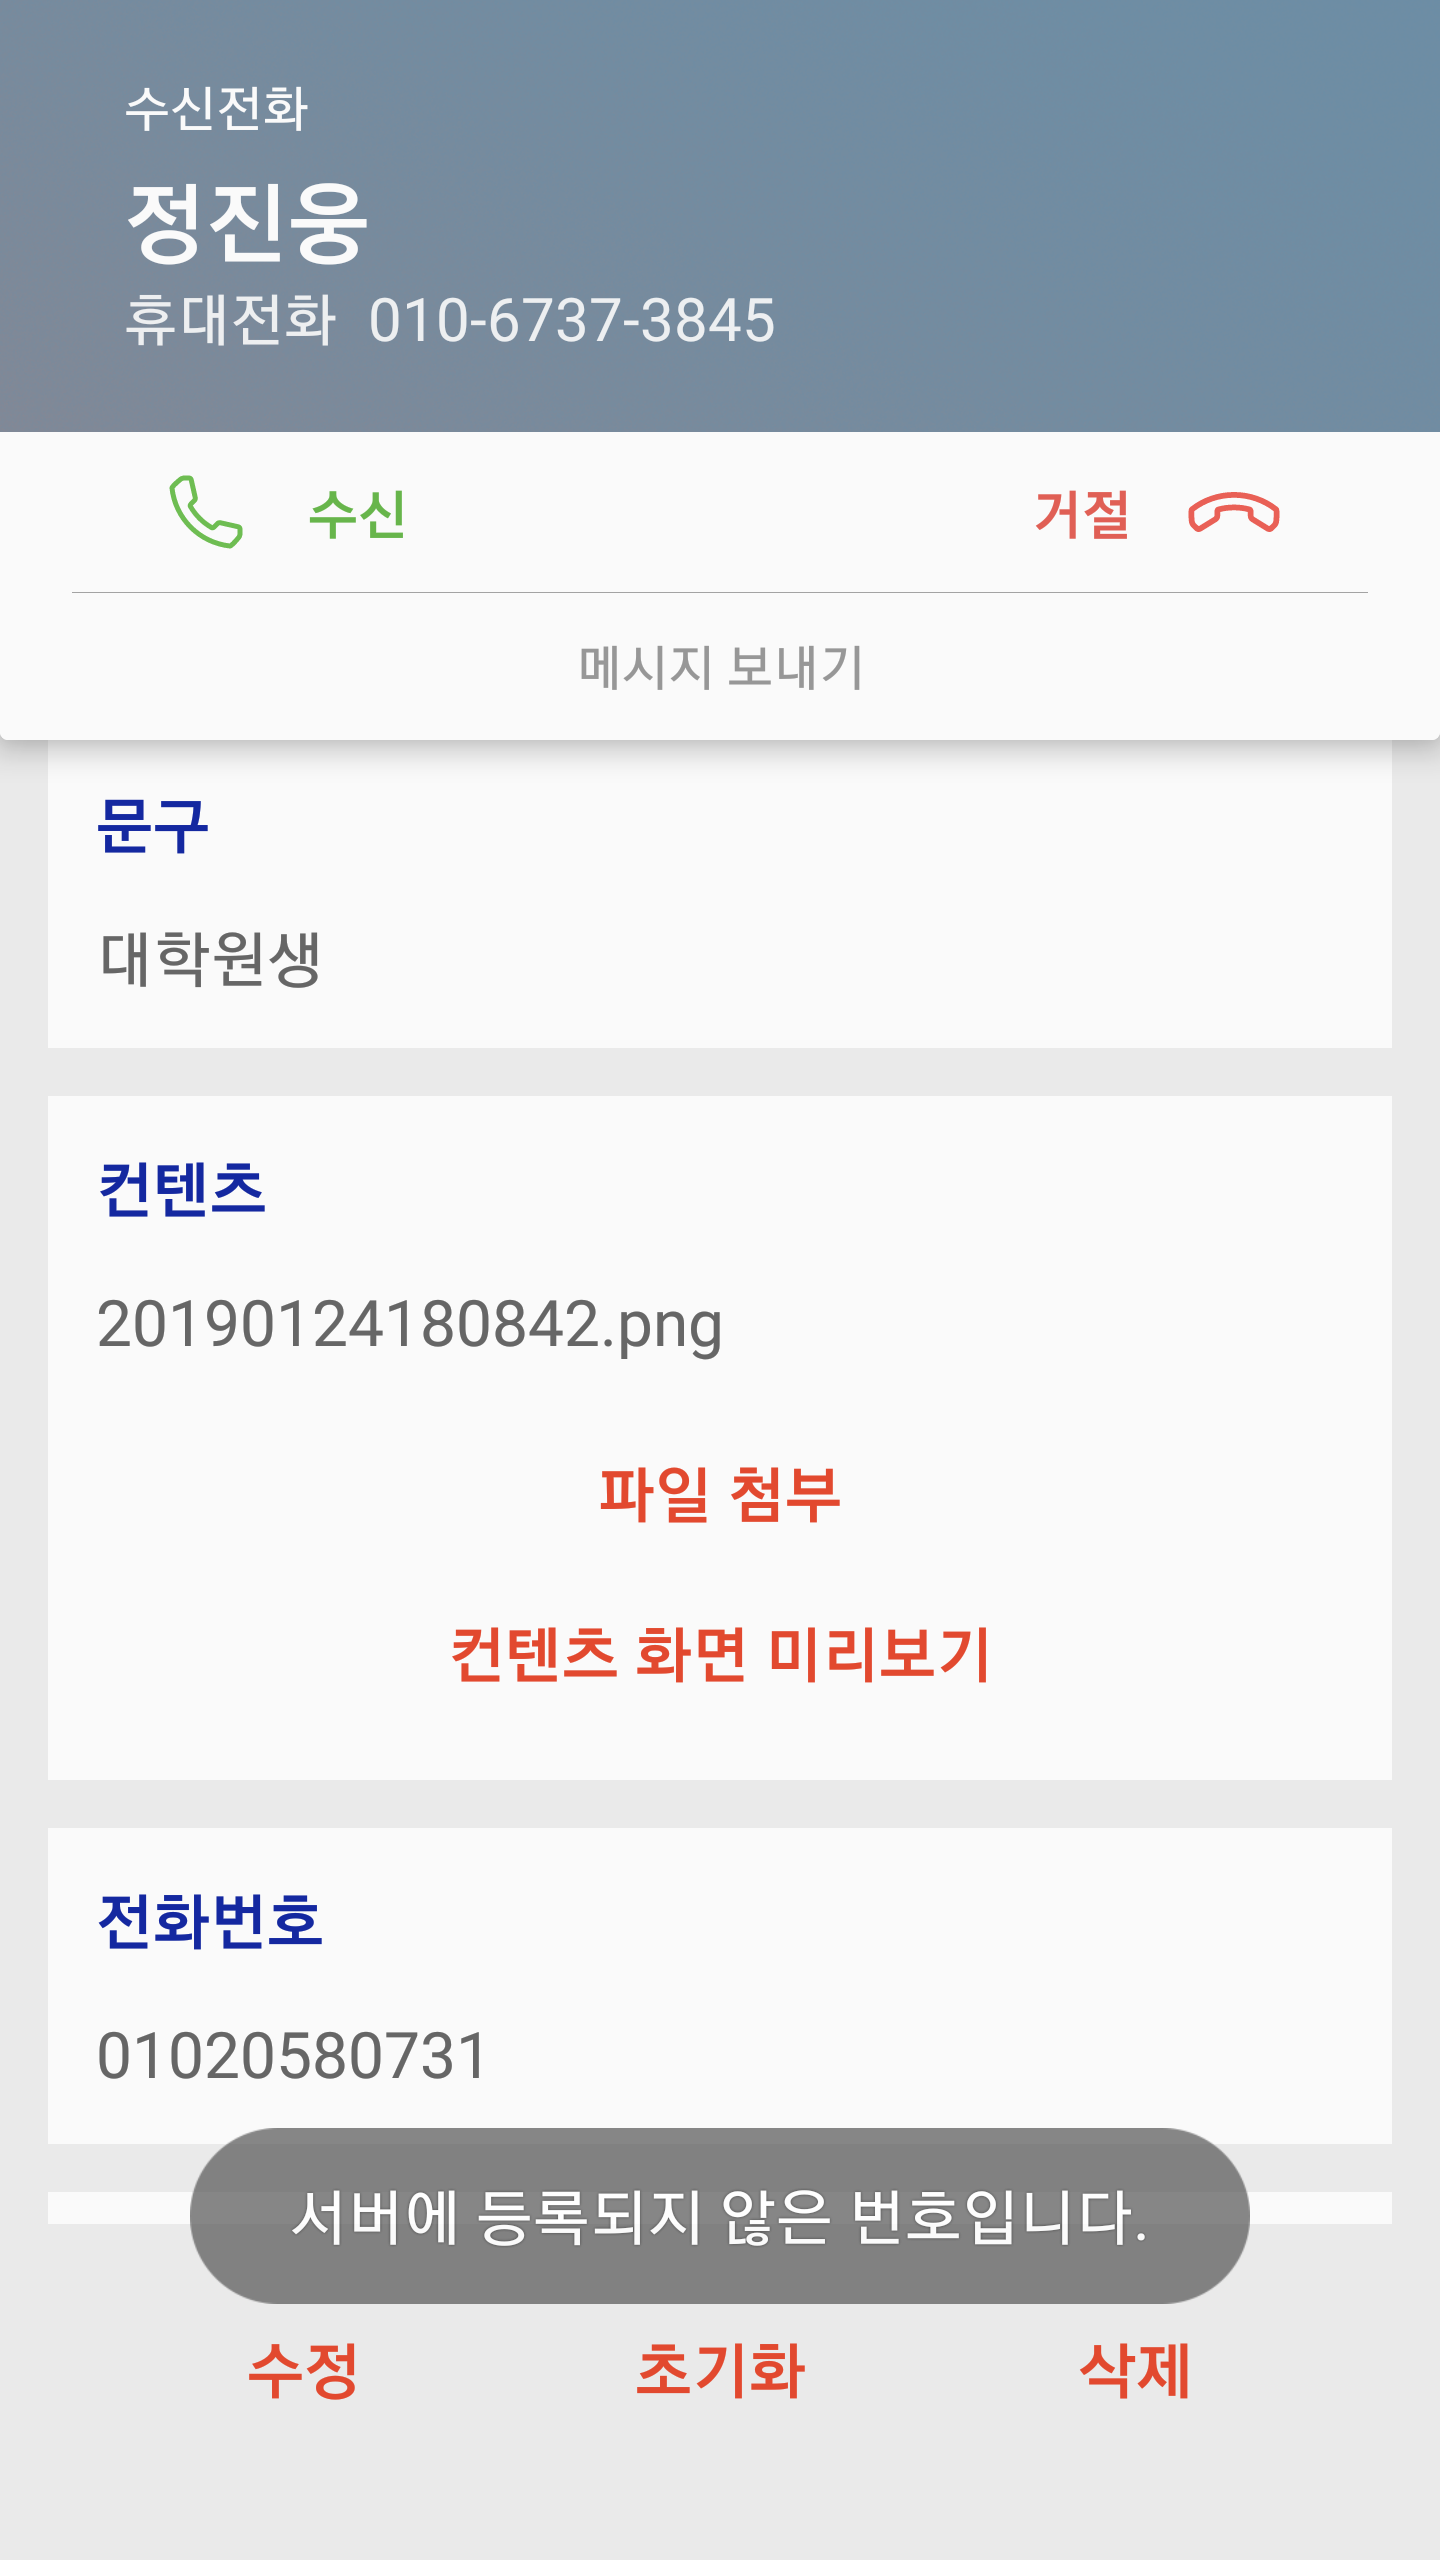 수신전화
정진웅
휴대전화 010-6737-3845
수신 거절
메시지 보내기
문구
대학원생
컨텐츠
20190124180842.png
파일 첨부
컨텐츠 화면 미리보기
전화번호
01020580731
서버에 등록되지 않은 번호입니다.
수정 초기화 삭제